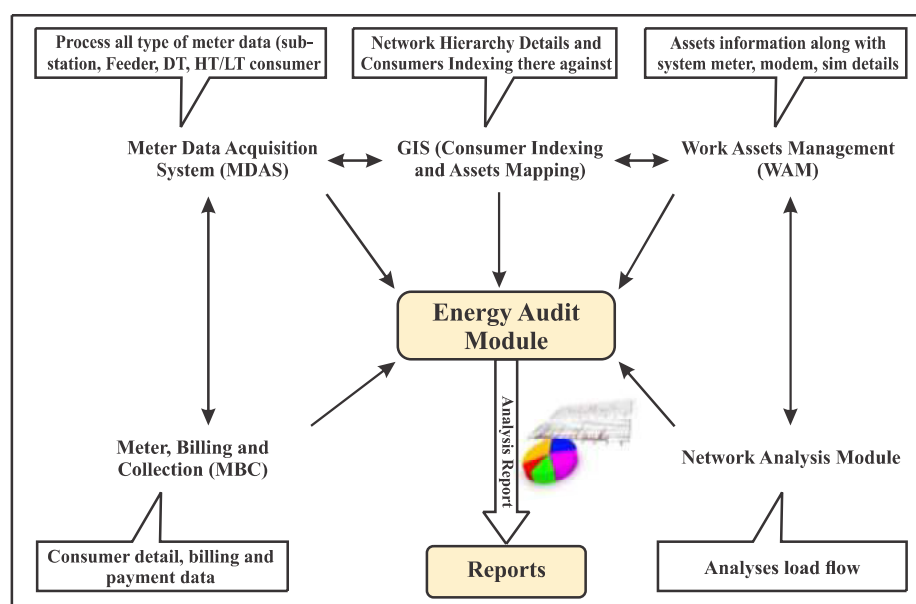 Process all type of meter data (sub-
station, Feeder, DT, HT/LT consumer
Network Hierarchy Details and
Consumers Indexing there against
Assets information along with
system meter, modem, sim details
Meter Data Acquisition
System (MDAS)
GIS (Consumer Indexing
and Assets Mapping)
Work Assets Management
(WAM)
Energy Audit
Module
Analysis Report
Meter, Billing and
Collection (MBC)
Network Analysis Module
Consumer detail, billing and
payment data
Reports
Analyses load flow